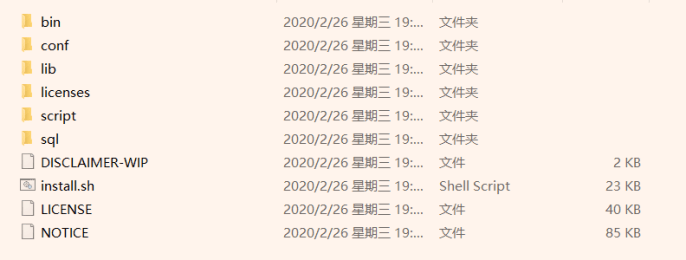 bin 2020/2/26 星期三 19:... 文件夹
conf 2020/2/26 星期三 19:... 文件夹
lib 2020/2/26 星期三 19:... 文件夹
licenses 2020/2/26 星期三 19:... 文件夹
script 2020/2/26 星期三 19:... 文件夹
sql 2020/2/26 星期三 19:... 文件夹
DISCLAIMER-WIP 2020/2/26 星期三 19:... 文件 2 KB
install.sh 2020/2/26 星期三 19:... Shell Script 23 KB
LICENSE 2020/2/26 星期三 19:... 文件 40 KB
NOTICE 2020/2/26 星期三 19:... 文件 85 KB